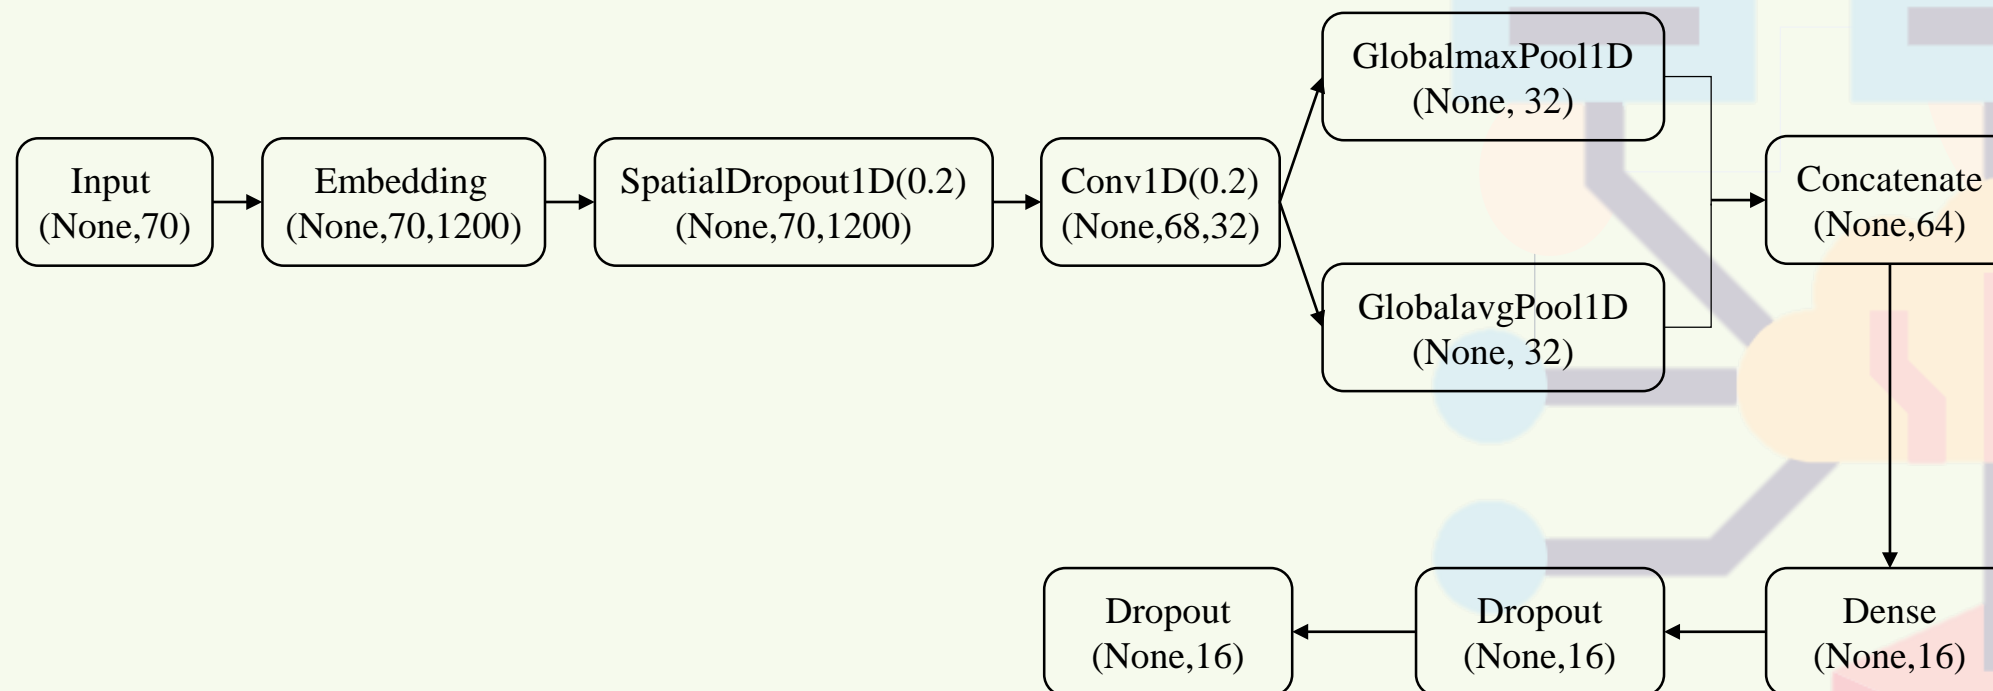 Input
(None,70)
Embedding
(None,70,1200)
SpatialDropout1D(0.2)
(None,70,1200)
Conv1D(0.2)
(None,68,32)
GlobalmaxPool1D
(None, 32)
GlobalavgPool1D
(None, 32)
Concatenate
(None,64)
Dense
(None,16)
Dropout
(None,16)
Dropout
(None,16)